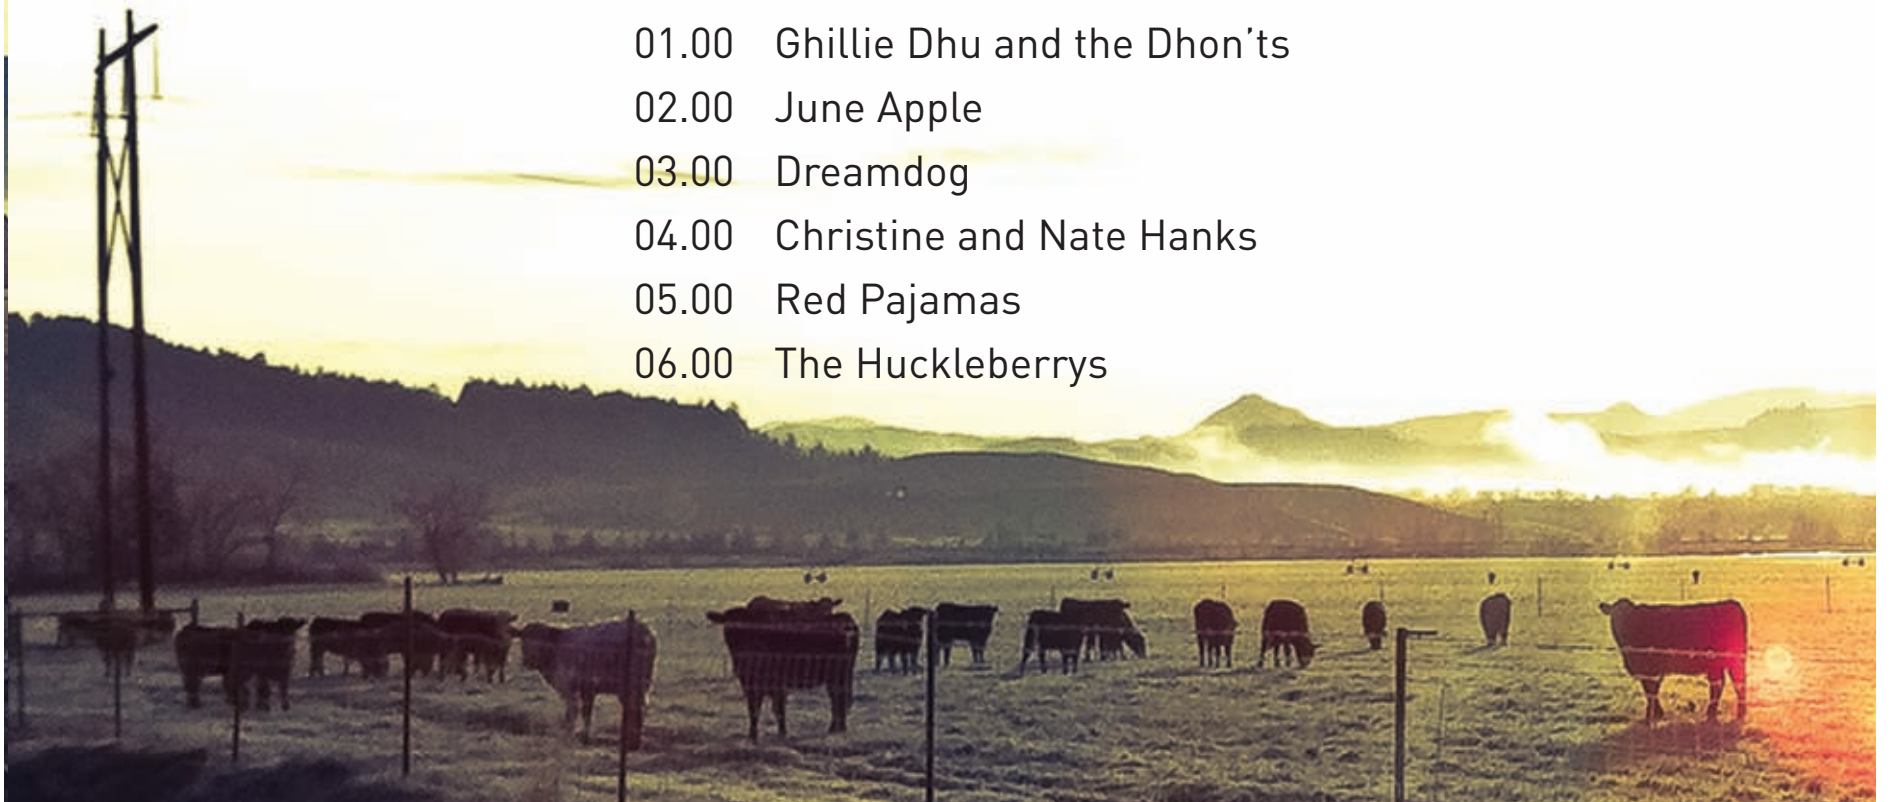 01.00 Ghillie Dhu and the Dhon’ts
02.00 June Apple
03.00 Dreamdog
04.00 Christine and Nate Hanks
05.00 Red Pajamas
06.00 The Huckleberrys